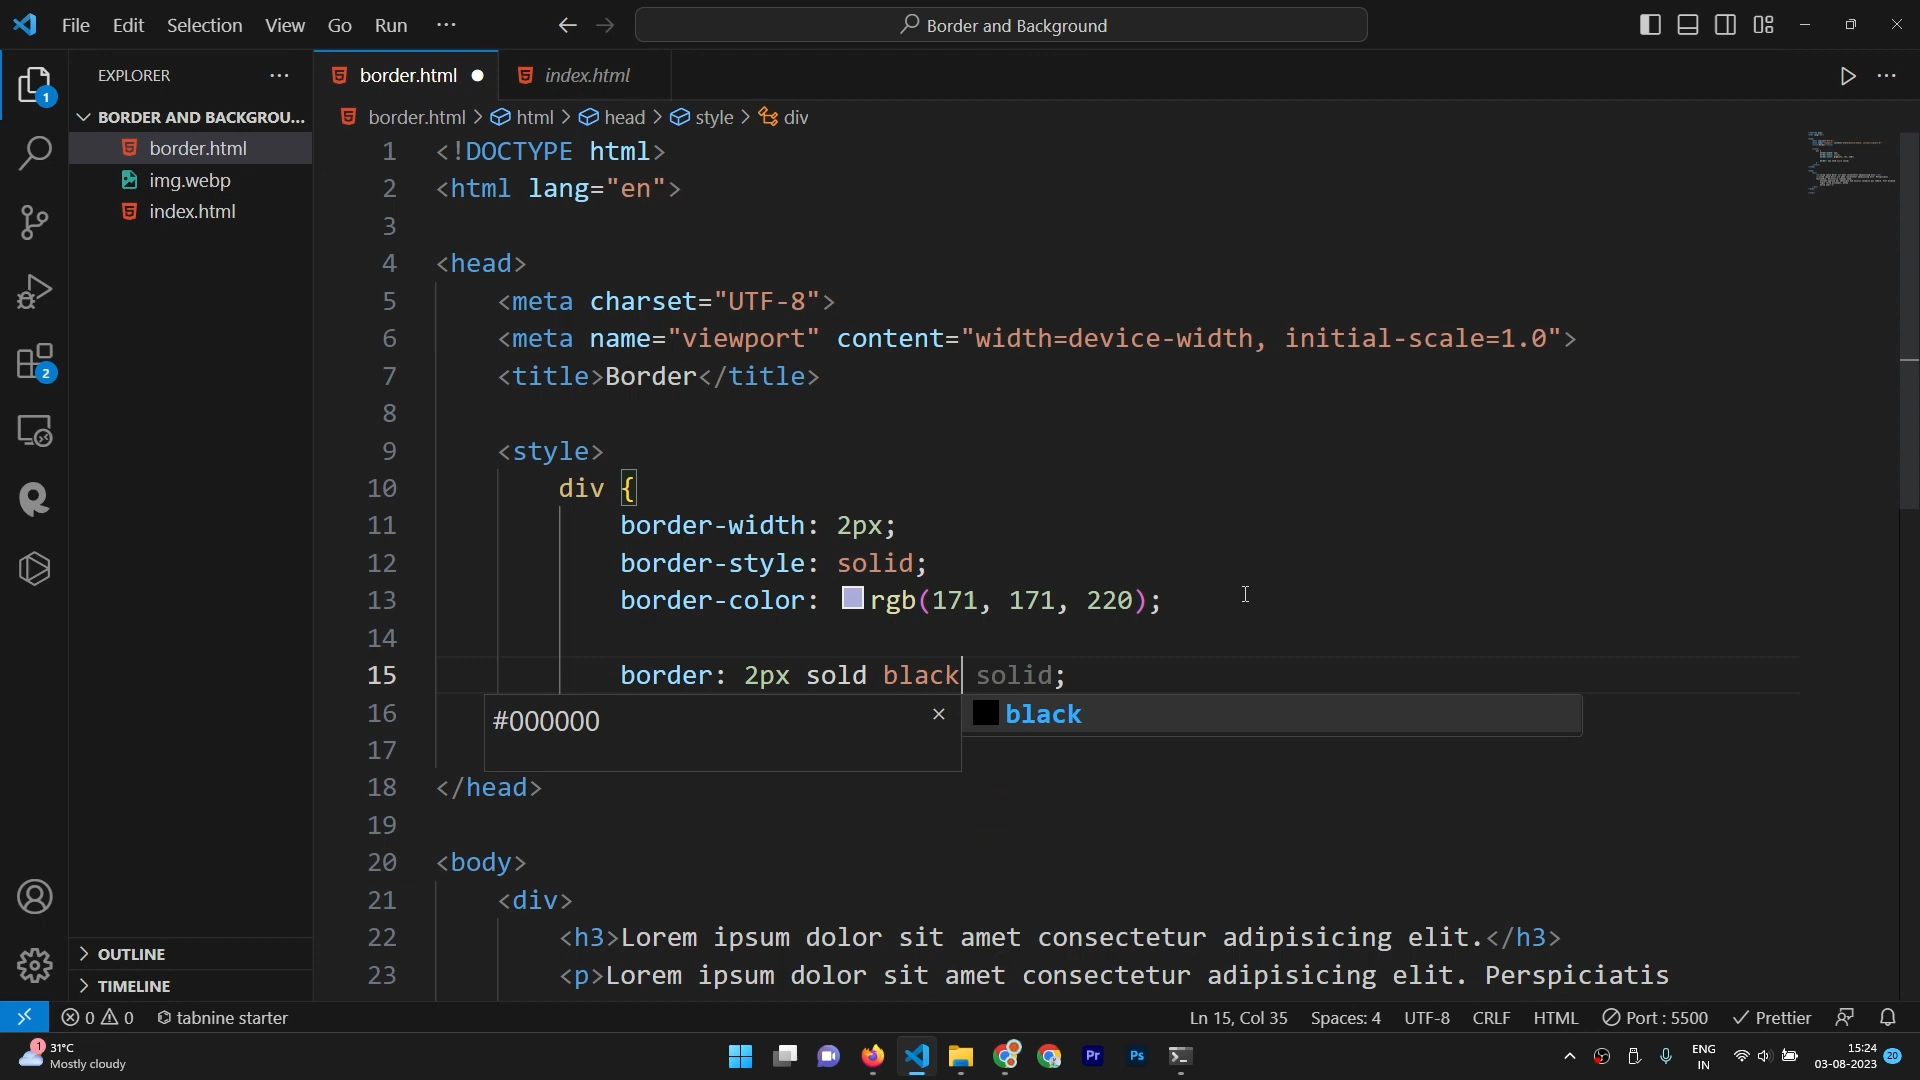 File Edit Selection View Go Run ···
Border and Background
EXPLORER ···
BORDER AND BACKGROU...
border.html
img.webp
index.html
border.html
index.html
border.html > html > head > style > div
1 <!DOCTYPE html>
2 <html lang="en">
3
4 <head>
5 <meta charset="UTF-8">
6 <meta name="viewport" content="width=device-width, initial-scale=1.0">
7 <title>Border</title>
8
9 <style>
10 div {
11 border-width: 2px;
12 border-style: solid;
13 border-color: rgb(171, 171, 220);
14
15 border: 2px sold black solid;
16 #000000 × black
17
18 </head>
19
20 <body>
21 <div>
22 <h3>Lorem ipsum dolor sit amet consectetur adipisicing elit.</h3>
23 <p>Lorem ipsum dolor sit amet consectetur adipisicing elit. Perspiciatis
1
2
OUTLINE
TIMELINE
0 0 tabnine starter
Ln 15, Col 35 Spaces: 4 UTF-8 CRLF HTML Port : 5500 Prettier
1
31°C
Mostly cloudy
Pr Ps
ENG
IN
15:24
03-08-2023
20